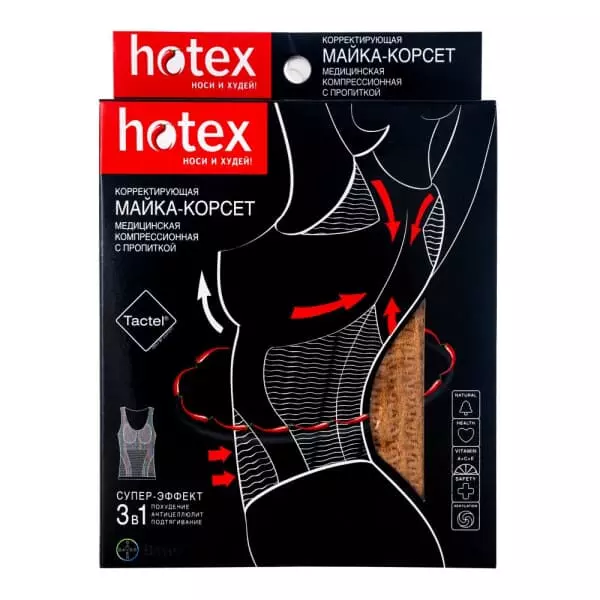 hotex
НОСИ И ХУДЕЙ!
КОРРЕКТИРУЮЩАЯ
МАЙКА-КОРСЕТ
МЕДИЦИНСКАЯ
КОМПРЕССИОННАЯ
С ПРОПИТКОЙ
hotex
НОСИ И ХУДЕЙ!
КОРРЕКТИРУЮЩАЯ
МАЙКА-КОРСЕТ
МЕДИЦИНСКАЯ
КОМПРЕССИОННАЯ
С ПРОПИТКОЙ
Tactel®
NATURAL
HEALTH
VITAMIN
A+C+E
SAFETY
VENTILATION
СУПЕР-ЭФФЕКТ
3в1
ПОХУДЕНИЕ
АНТИЦЕЛЛЮЛИТ
ПОДТЯГИВАНИЕ